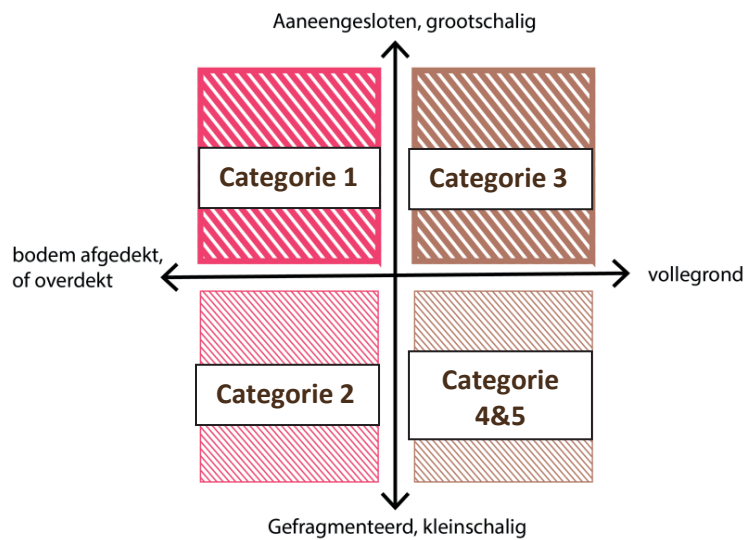 Aaneengesloten, grootschalig
Categorie 1
Categorie 3
bodem afgedekt,
of overdekt
vollegrond
Categorie 2
Categorie
4&5
Gefragmenteerd, kleinschalig